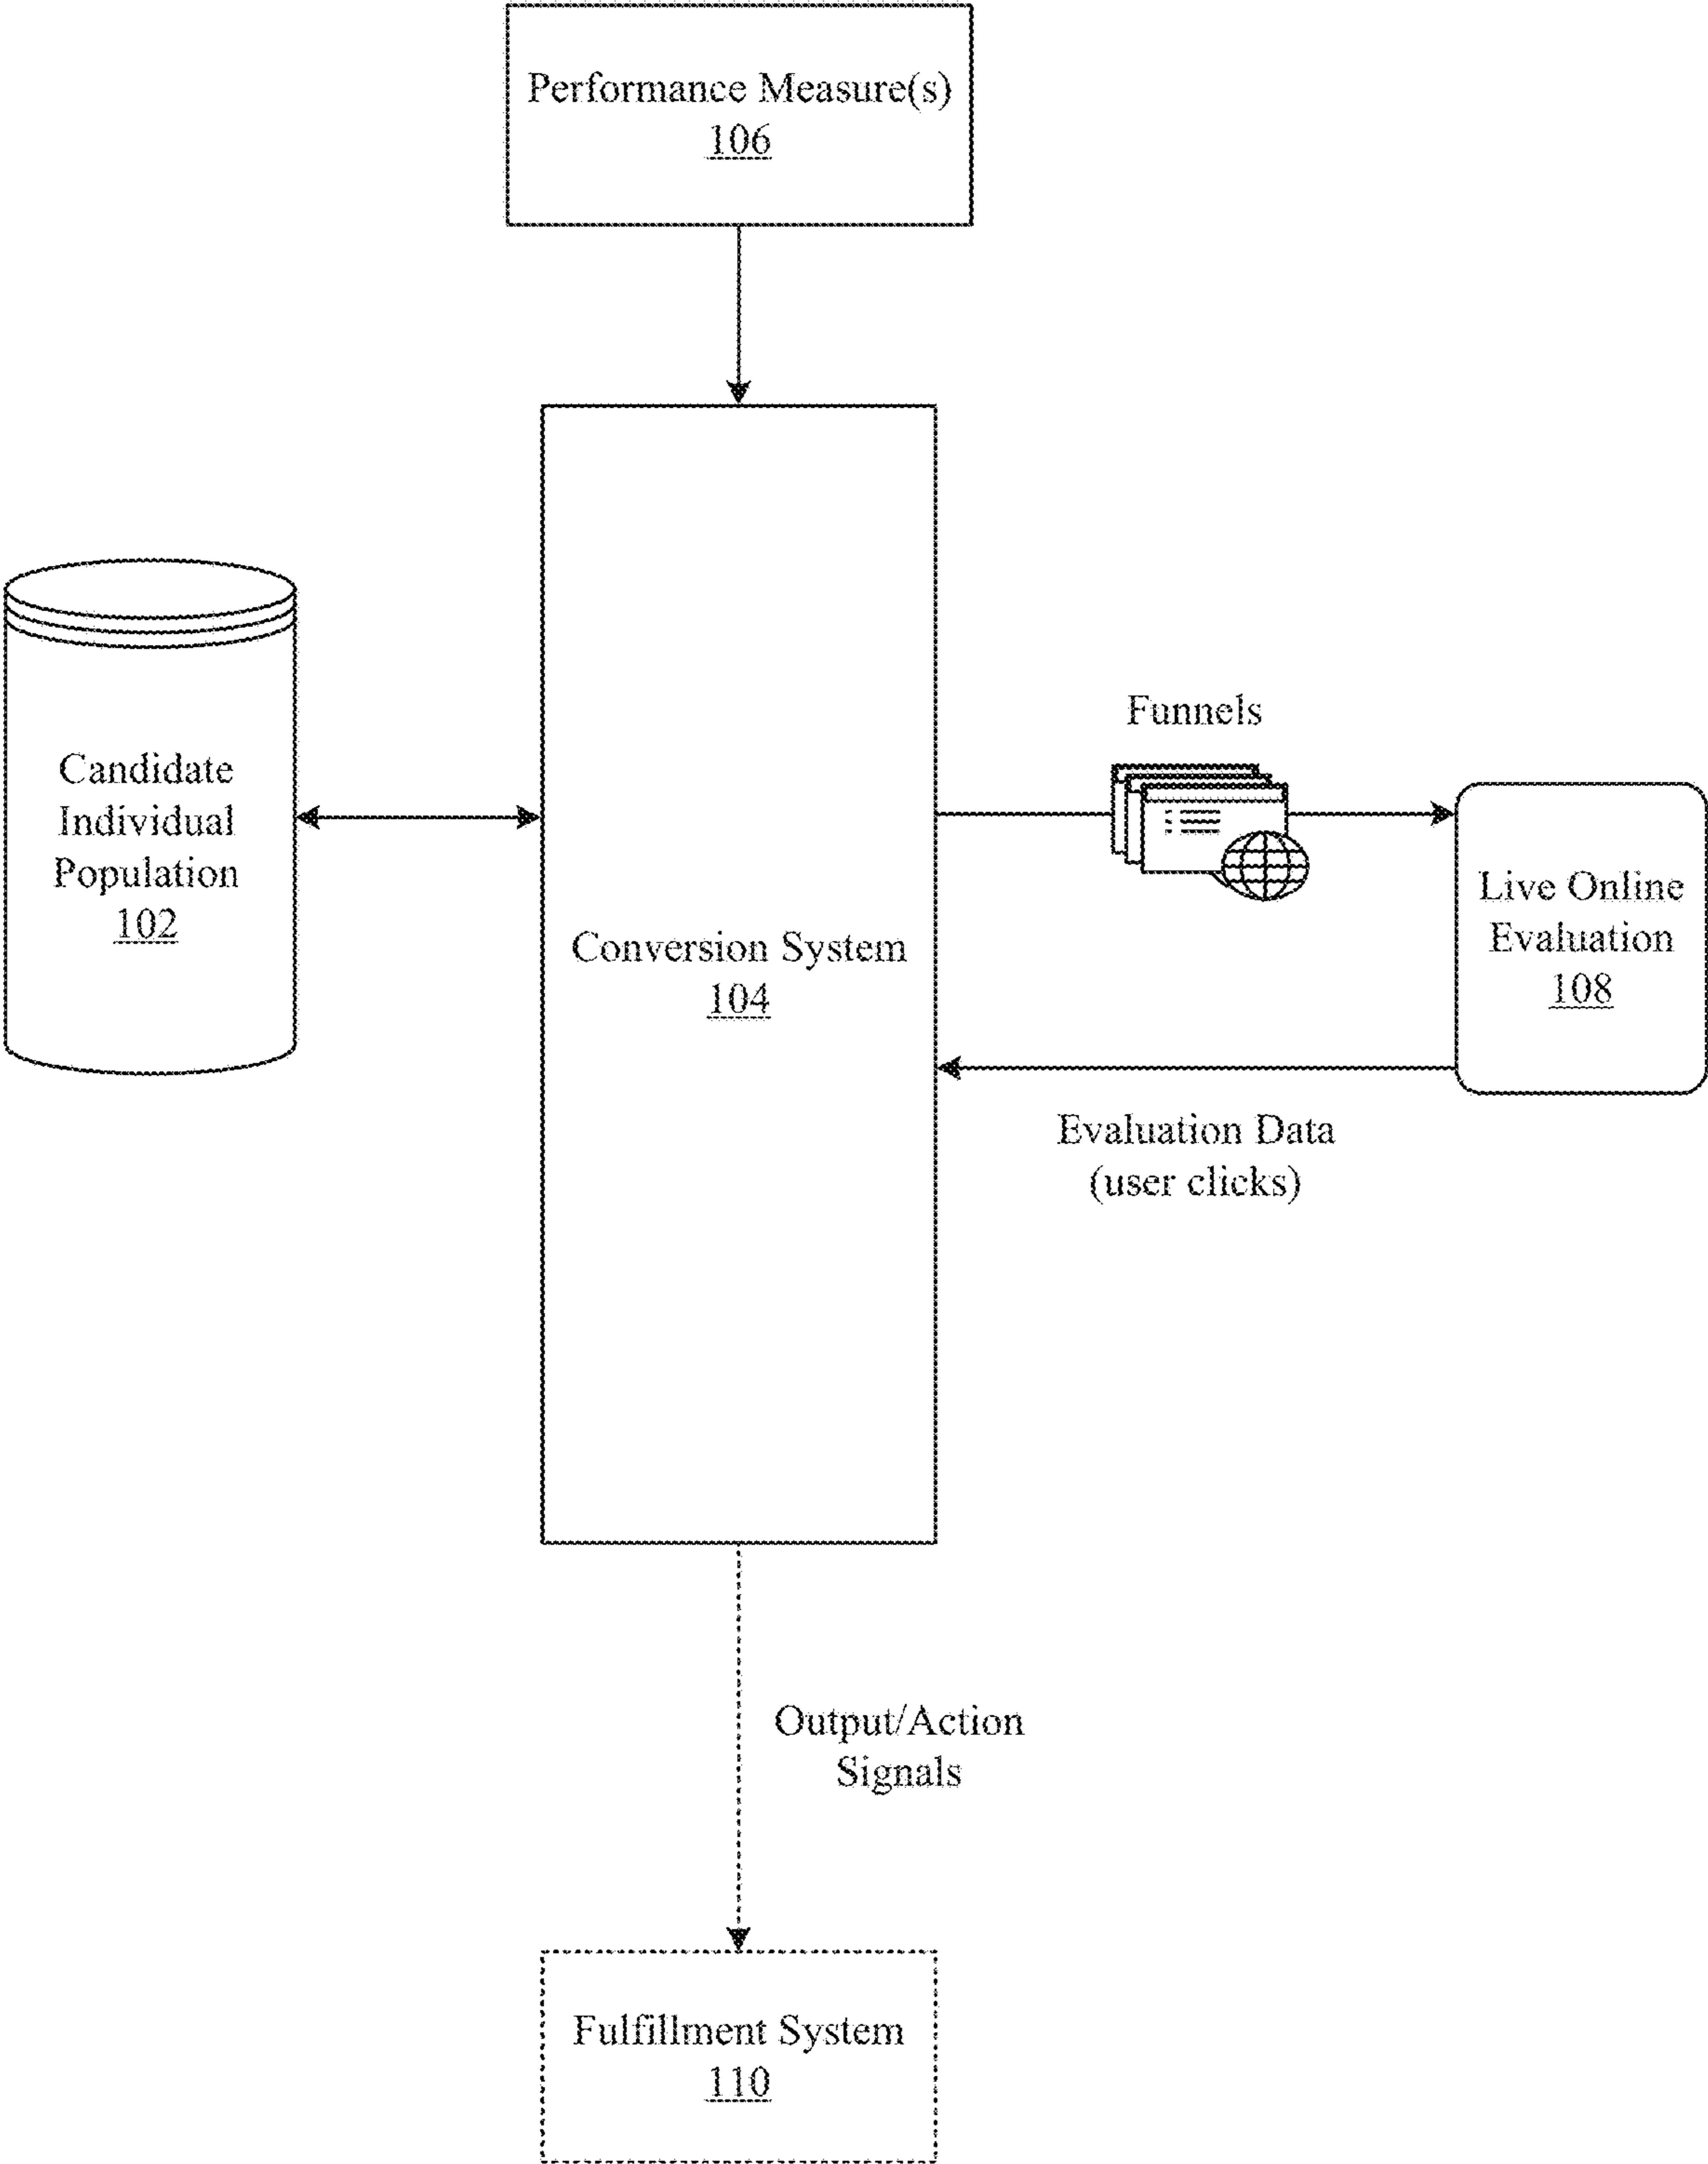 Performance Measure(s)
106
Candidate
Individual
Population
102
Conversion System
104
Funnels
Live Online
Evaluation
108
Evaluation Data
(user clicks)
Output/Action
Signals
Fulfillment System
110